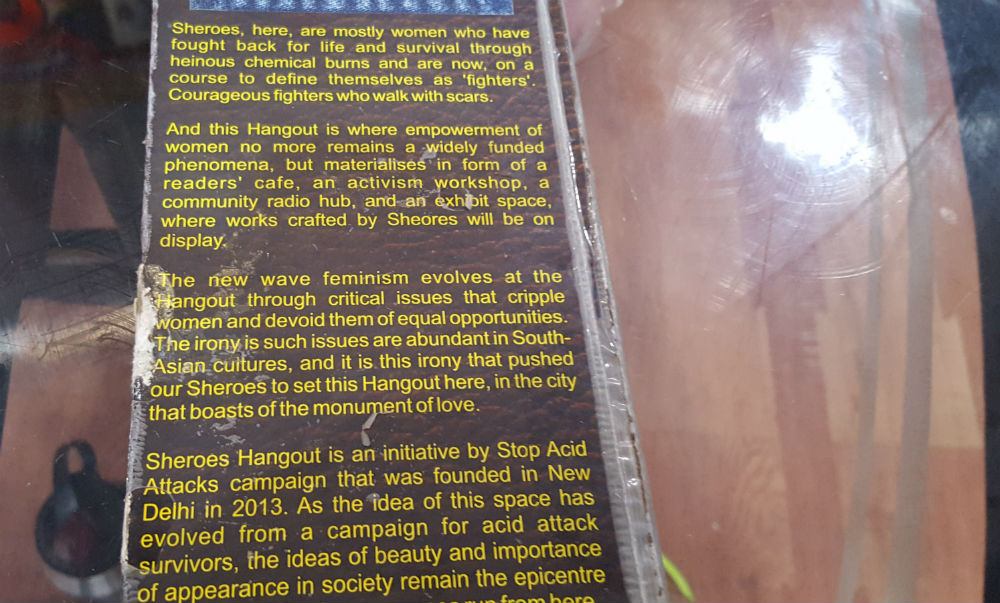 Sheroes, here, are mostly women who have
fought back for life and survival through
heinous chemical burns and are now, on a
course to define themselves as 'fighters'.
Courageous fighters who walk with scars.
And this Hangout is where empowerment of
women no more remains a widely funded
phenomena, but materialises in form of a
readers' cafe, an activism workshop, a
community radio hub, and an exhibit space,
where works crafted by Sheores will be on
display.
The new wave feminism evolves at the
Hangout through critical issues that cripple
women and devoid them of equal opportunities.
The irony is such issues are abundant in South-
Asian cultures, and it is this irony that pushed
our Sheroes to set this Hangout here, in the city
that boasts of the monument of love.
Sheroes Hangout is an initiative by Stop Acid
Attacks campaign that was founded in New
Delhi in 2013. As the idea of this space has
evolved from a campaign for acid attack
survivors, the ideas of beauty and importance
of appearance in society remain the epicentre
run from here